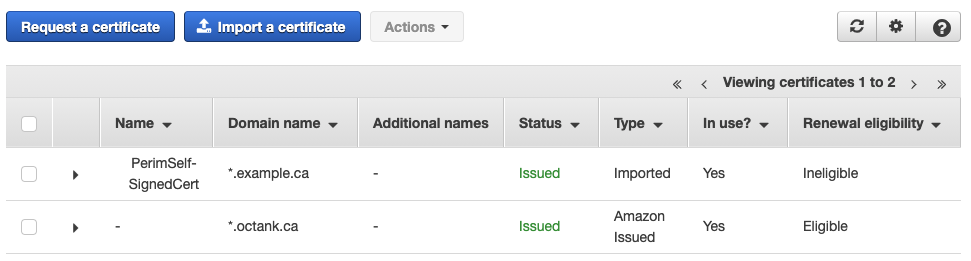 Request a certificate Import a certificate Actions
« ‹ Viewing certificates 1 to 2 › »
Name Domain name Additional names Status Type In use? Renewal eligibility
PerimSelf-
SignedCert *.example.ca - Issued Imported Yes Ineligible
- *.octank.ca - Issued Amazon
Issued Yes Eligible